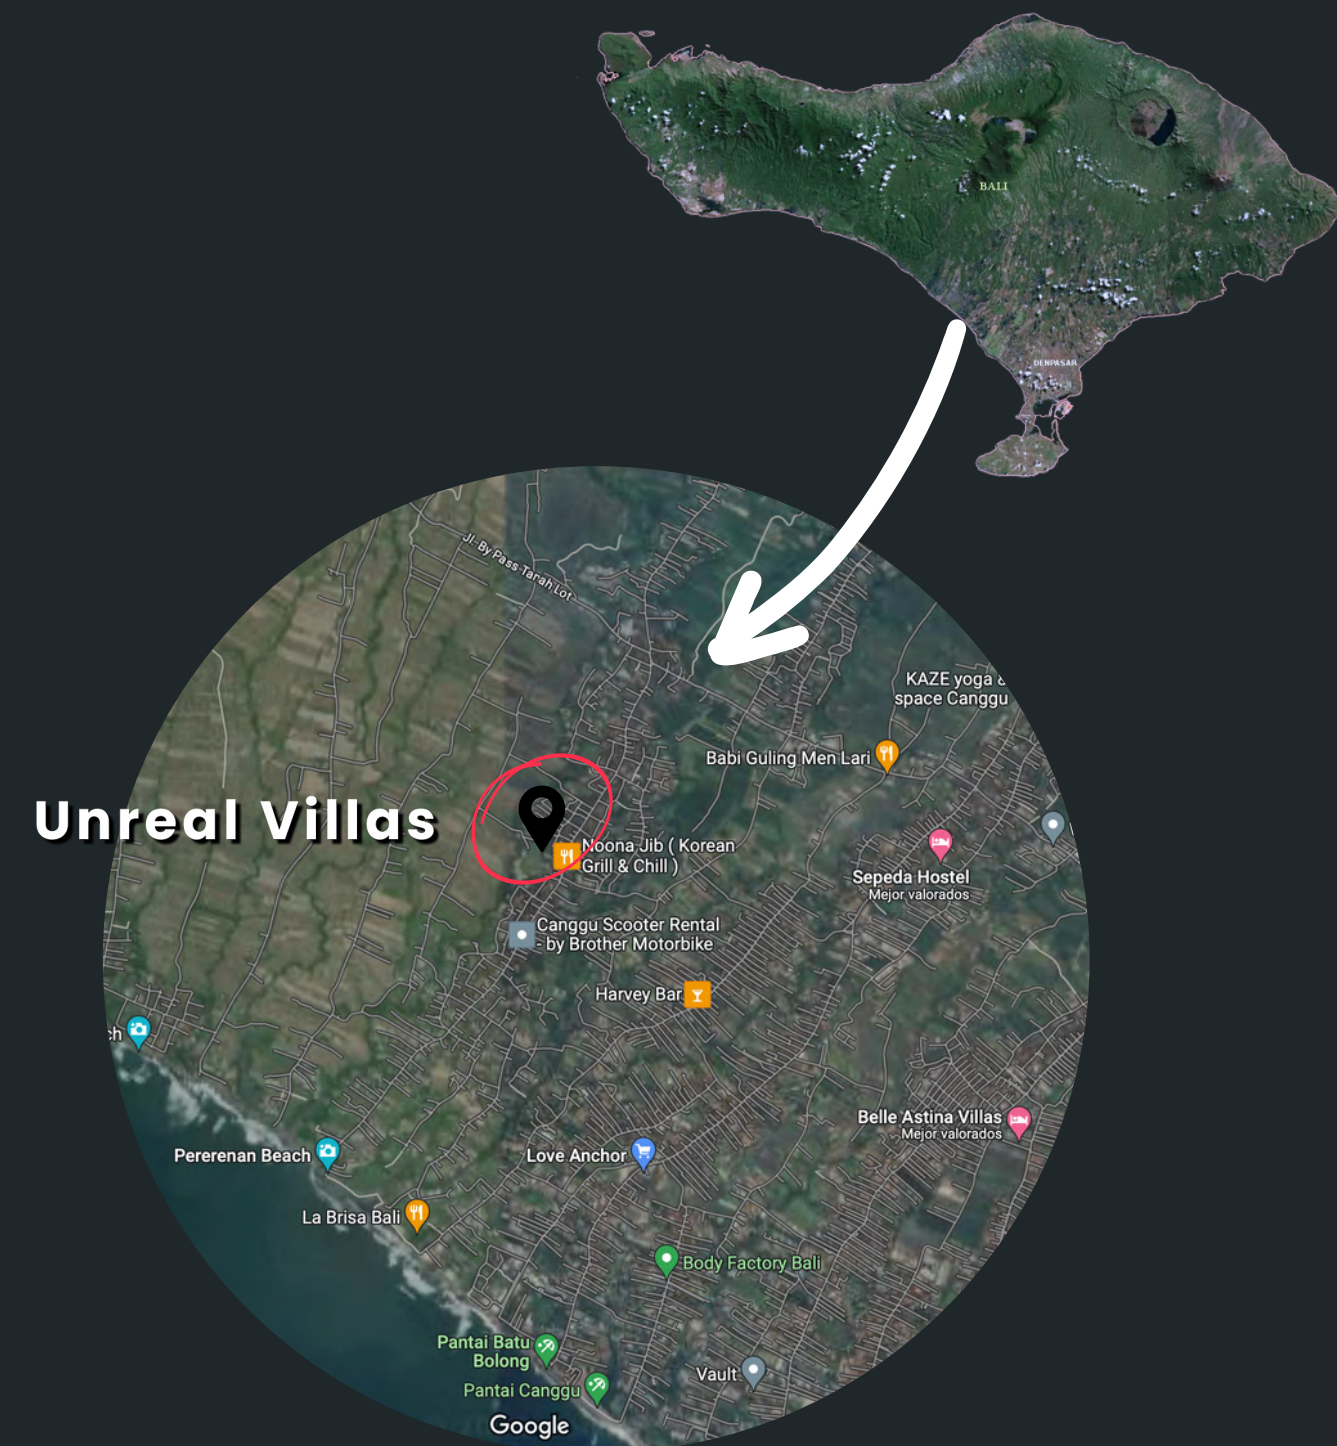 BALI
DENPASAR
Jl. By Pass Tanah Lot
KAZE yoga &
space Canggu
Babi Guling Men Lari
Unreal Villas
Noona Jib ( Korean
Grill & Chill )
Sepeda Hostel
Mejor valorados
Canggu Scooter Rental
- by Brother Motorbike
Harvey Bar
ch
Belle Astina Villas
Mejor valorados
Pererenan Beach
Love Anchor
La Brisa Bali
Body Factory Bali
Pantai Batu
Bolong
Vault
Pantai Canggu
Google